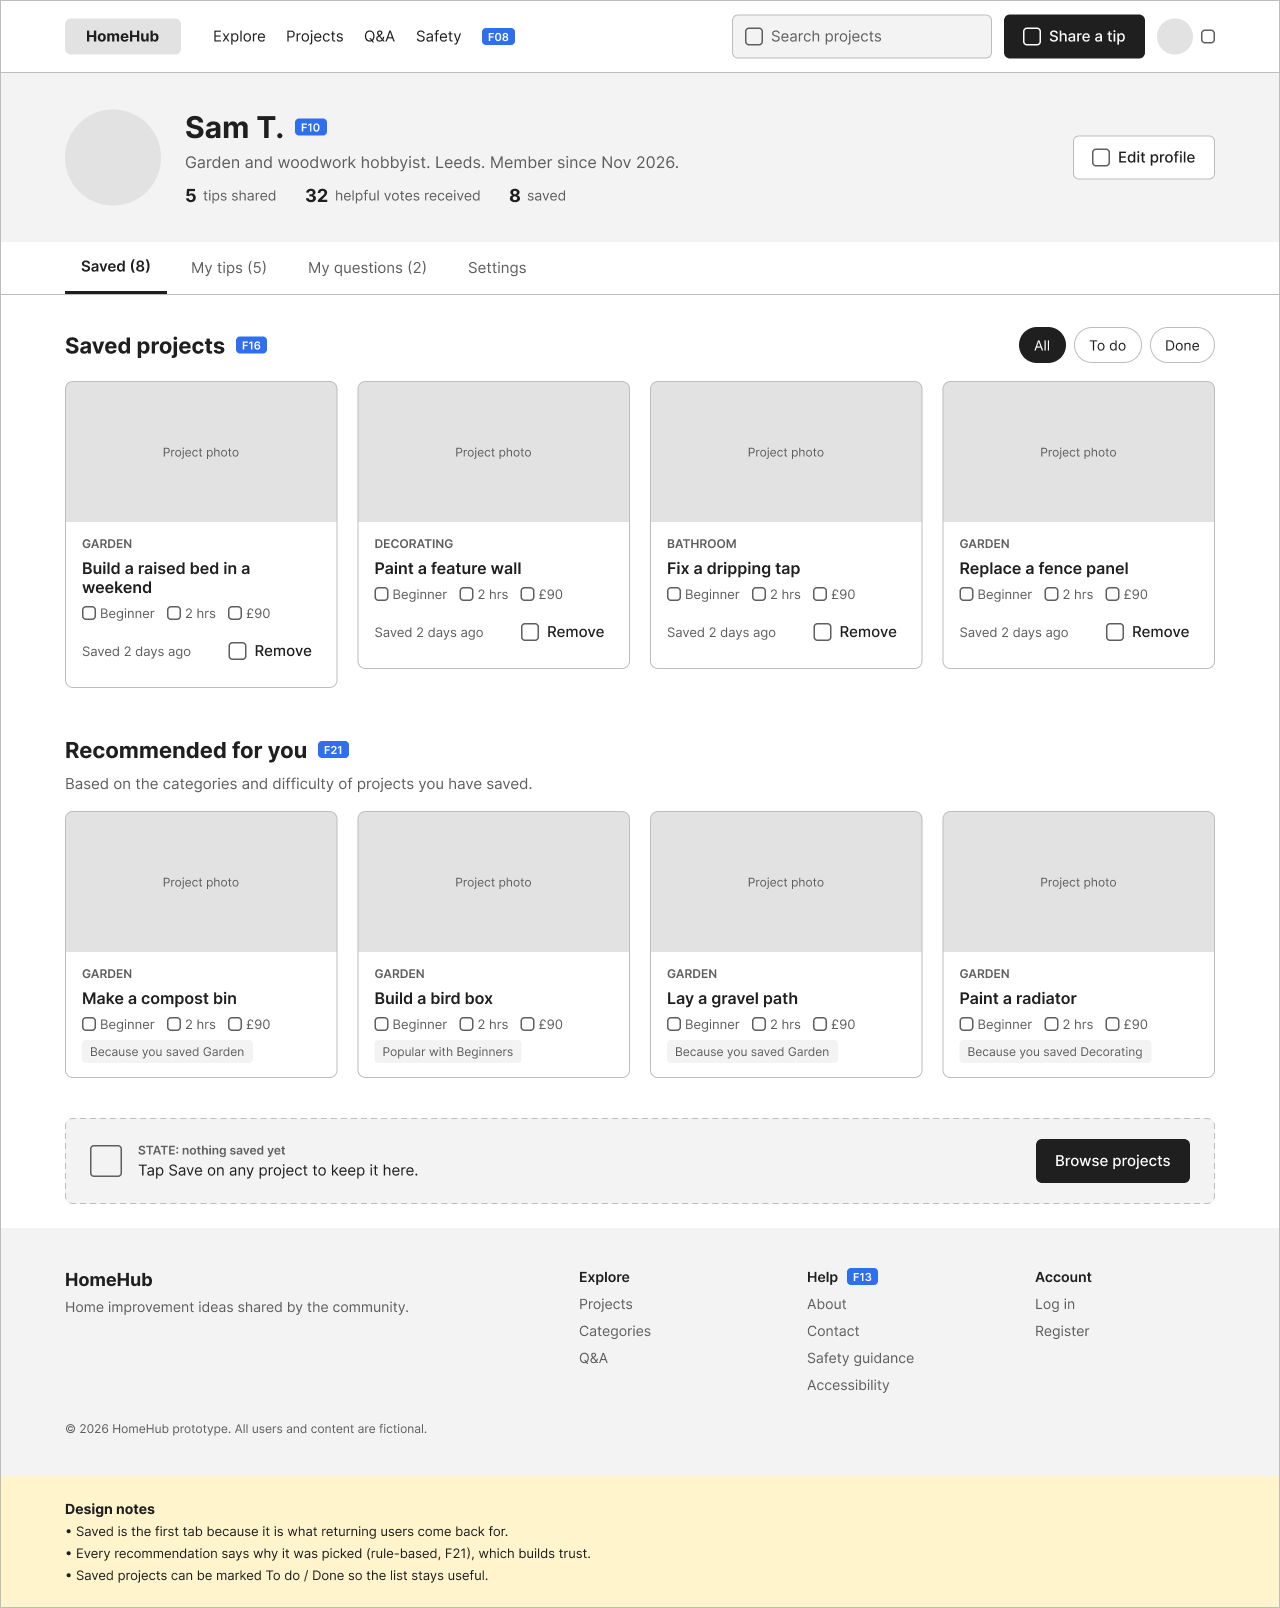 HomeHub
Explore
Projects
Q&A
Safety
F08
Search projects
Share a tip
Sam T.
F10
Garden and woodwork hobbyist. Leeds. Member since Nov 2026.
5 tips shared
32 helpful votes received
8 saved
Edit profile
Saved (8)
My tips (5)
My questions (2)
Settings
Saved projects
F16
All
To do
Done
Project photo
GARDEN
Build a raised bed in a
weekend
Beginner
2 hrs
£90
Saved 2 days ago
Remove
Project photo
DECORATING
Paint a feature wall
Beginner
2 hrs
£90
Saved 2 days ago
Remove
Project photo
BATHROOM
Fix a dripping tap
Beginner
2 hrs
£90
Saved 2 days ago
Remove
Project photo
GARDEN
Replace a fence panel
Beginner
2 hrs
£90
Saved 2 days ago
Remove
Recommended for you
F21
Based on the categories and difficulty of projects you have saved.
Project photo
GARDEN
Make a compost bin
Beginner
2 hrs
£90
Because you saved Garden
Project photo
GARDEN
Build a bird box
Beginner
2 hrs
£90
Popular with Beginners
Project photo
GARDEN
Lay a gravel path
Beginner
2 hrs
£90
Because you saved Garden
Project photo
GARDEN
Paint a radiator
Beginner
2 hrs
£90
Because you saved Decorating
STATE: nothing saved yet
Tap Save on any project to keep it here.
Browse projects
HomeHub
Home improvement ideas shared by the community.
Explore
Projects
Categories
Q&A
Help
F13
About
Contact
Safety guidance
Accessibility
Account
Log in
Register
© 2026 HomeHub prototype. All users and content are fictional.
Design notes
• Saved is the first tab because it is what returning users come back for.
• Every recommendation says why it was picked (rule-based, F21), which builds trust.
• Saved projects can be marked To do / Done so the list stays useful.